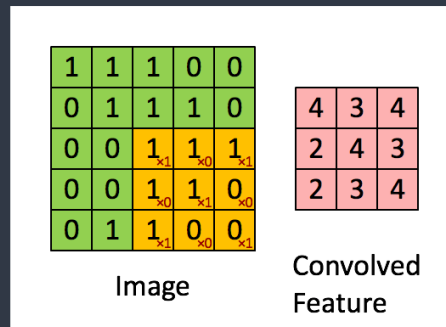 1 1 1 0 0
0 1 1 1 0
0 0 1×1 1×0 1×1
0 0 1×0 1×1 0×0
0 1 1×1 0×0 0×1
Image
4 3 4
2 4 3
2 3 4
Convolved
Feature